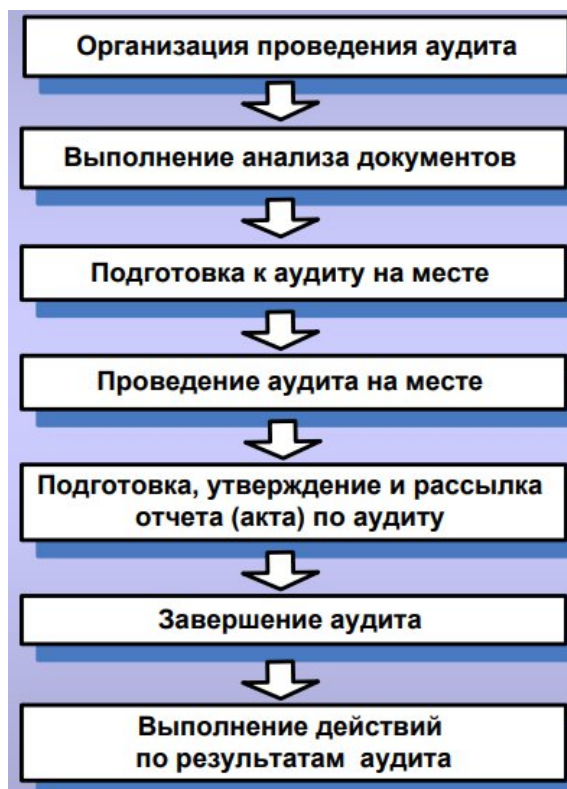 Организация проведения аудита
Выполнение анализа документов
Подготовка к аудиту на месте
Проведение аудита на месте
Подготовка, утверждение и рассылка
отчета (акта) по аудиту
Завершение аудита
Выполнение действий
по результатам аудита